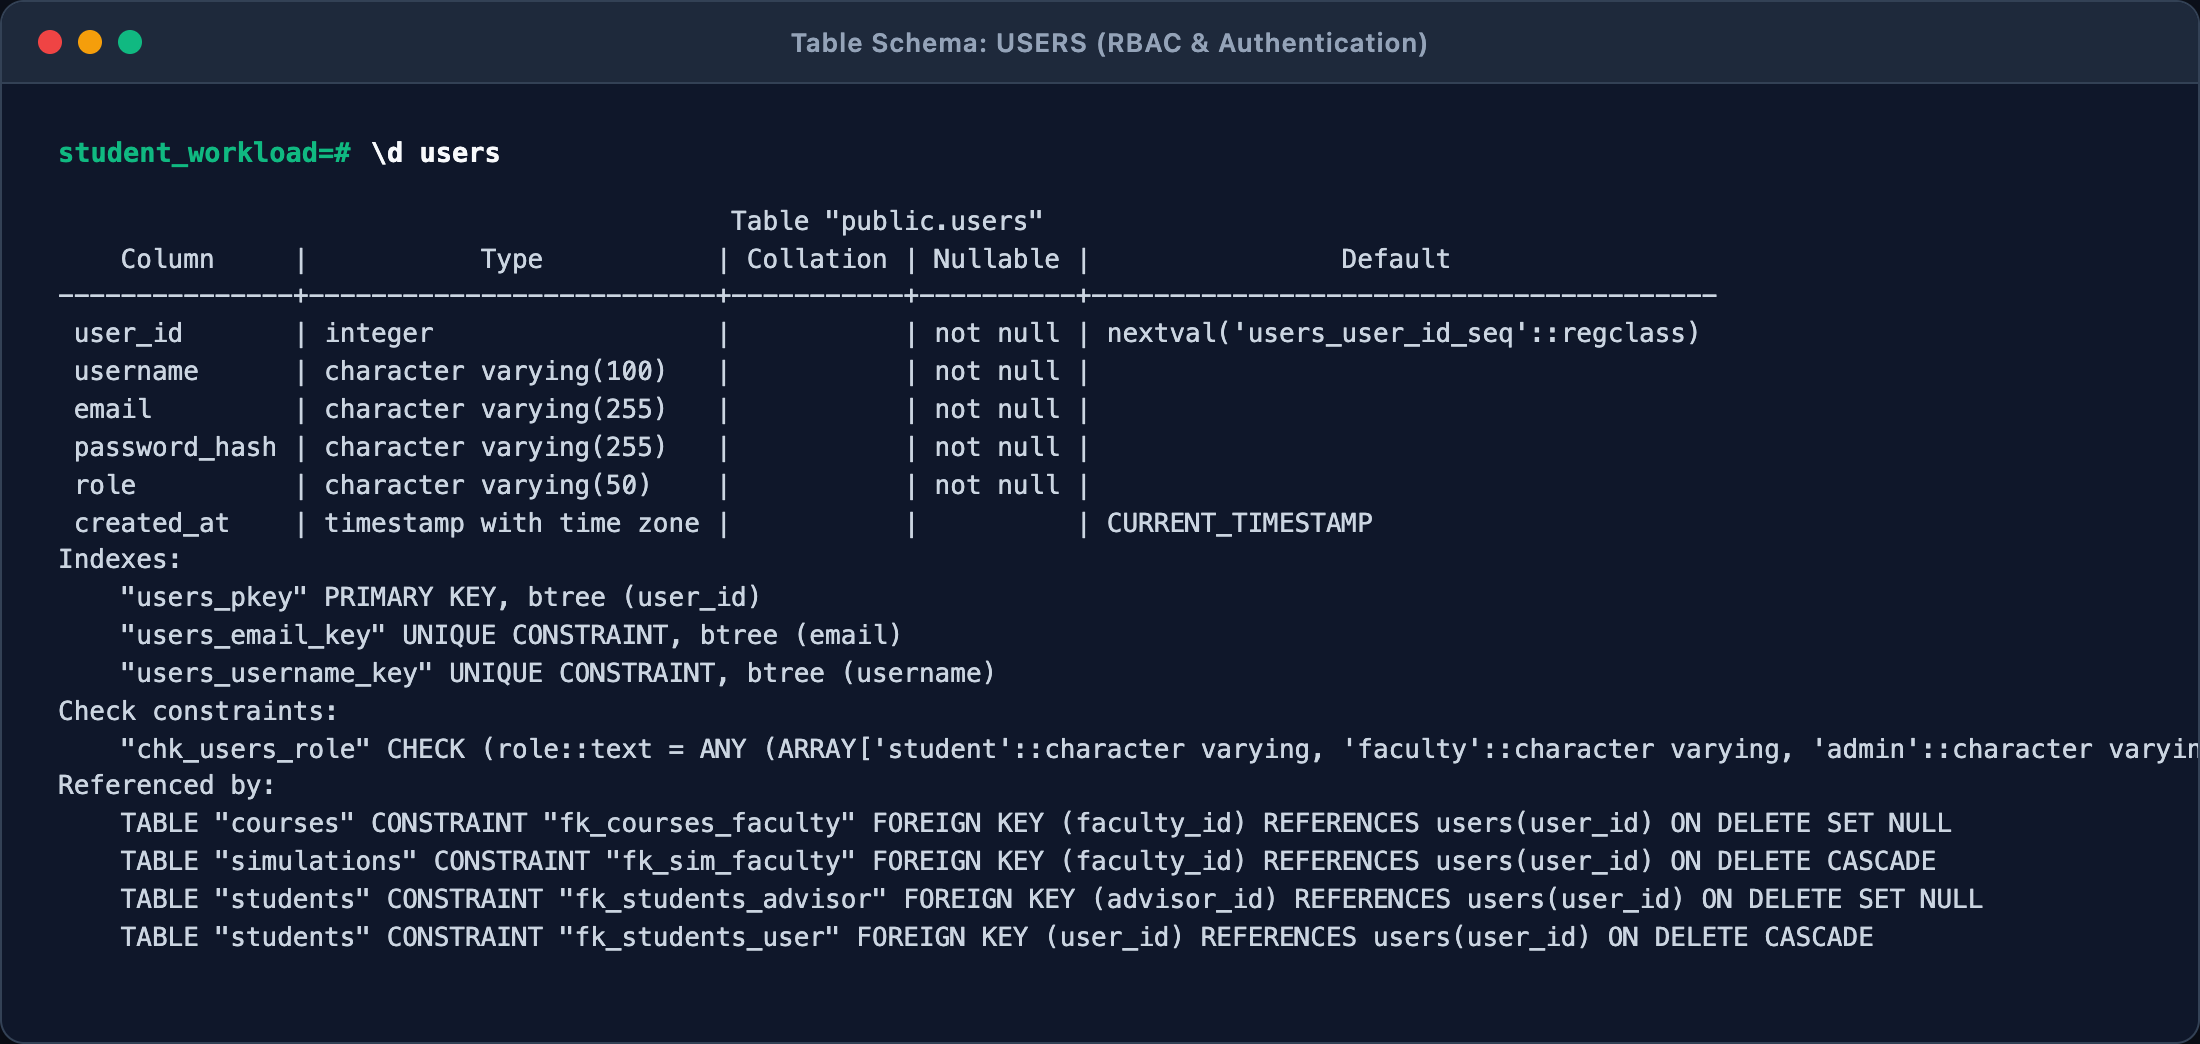 Table Schema: USERS (RBAC & Authentication)
student_workload=# \d users
                                           Table "public.users"
    Column     |           Type           | Collation | Nullable |                Default
---------------+--------------------------+-----------+----------+----------------------------------------
 user_id       | integer                  |           | not null | nextval('users_user_id_seq'::regclass)
 username      | character varying(100)   |           | not null |
 email         | character varying(255)   |           | not null |
 password_hash | character varying(255)   |           | not null |
 role          | character varying(50)    |           | not null |
 created_at    | timestamp with time zone |           |          | CURRENT_TIMESTAMP
Indexes:
    "users_pkey" PRIMARY KEY, btree (user_id)
    "users_email_key" UNIQUE CONSTRAINT, btree (email)
    "users_username_key" UNIQUE CONSTRAINT, btree (username)
Check constraints:
    "chk_users_role" CHECK (role::text = ANY (ARRAY['student'::character varying, 'faculty'::character varying, 'admin'::character varyin
Referenced by:
    TABLE "courses" CONSTRAINT "fk_courses_faculty" FOREIGN KEY (faculty_id) REFERENCES users(user_id) ON DELETE SET NULL
    TABLE "simulations" CONSTRAINT "fk_sim_faculty" FOREIGN KEY (faculty_id) REFERENCES users(user_id) ON DELETE CASCADE
    TABLE "students" CONSTRAINT "fk_students_advisor" FOREIGN KEY (advisor_id) REFERENCES users(user_id) ON DELETE SET NULL
    TABLE "students" CONSTRAINT "fk_students_user" FOREIGN KEY (user_id) REFERENCES users(user_id) ON DELETE CASCADE